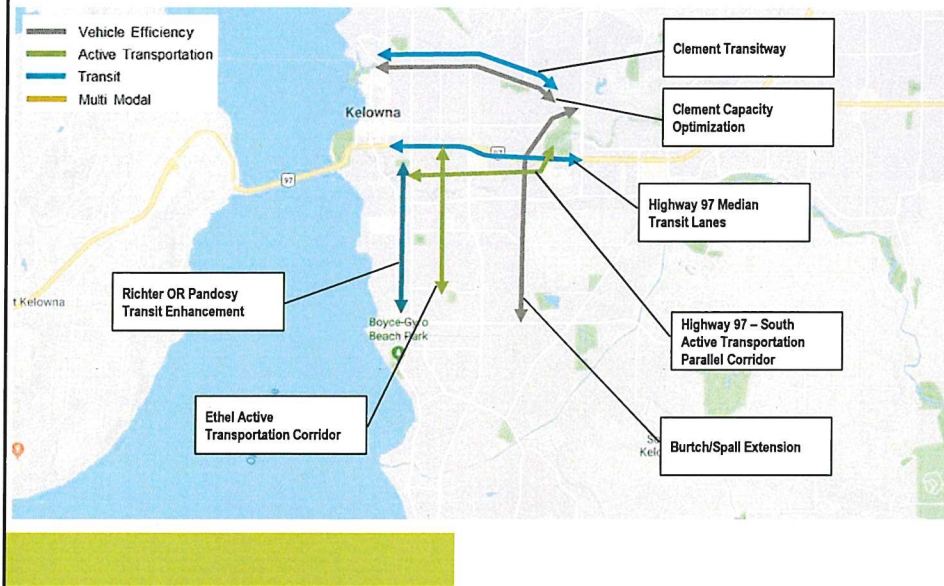 Vehicle Efficiency
Active Transportation
Transit
Multi Modal
Clement Transitway
Clement Capacity
Optimization
Kelowna
97
97
Highway 97 Median
Transit Lanes
t Kelowna
Richter OR Pandosy
Transit Enhancement
Boyce-Gyro
Beach Park
Highway 97 – South
Active Transportation
Parallel Corridor
Ethel Active
Transportation Corridor
Burtch/Spall Extension